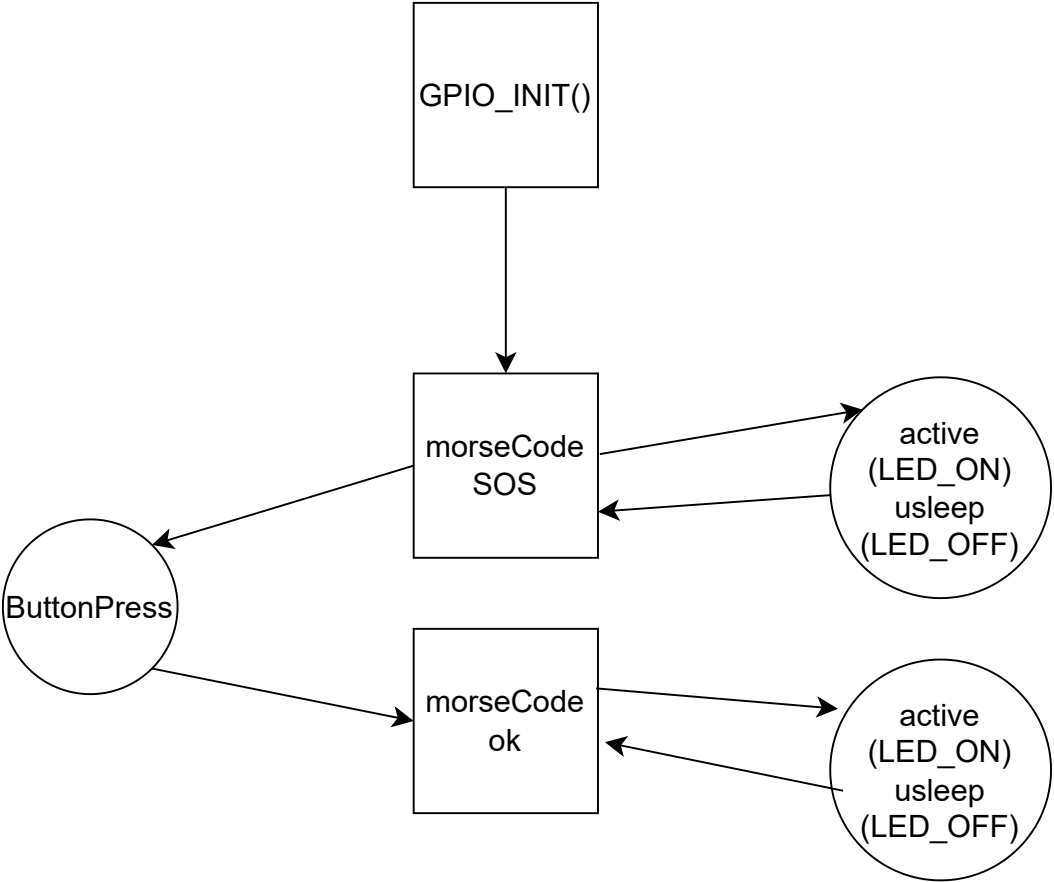 GPIO_INIT()
morseCode
SOS
active
(LED_ON)
usleep
(LED_OFF)
ButtonPress
morseCode
ok
active
(LED_ON)
usleep
(LED_OFF)